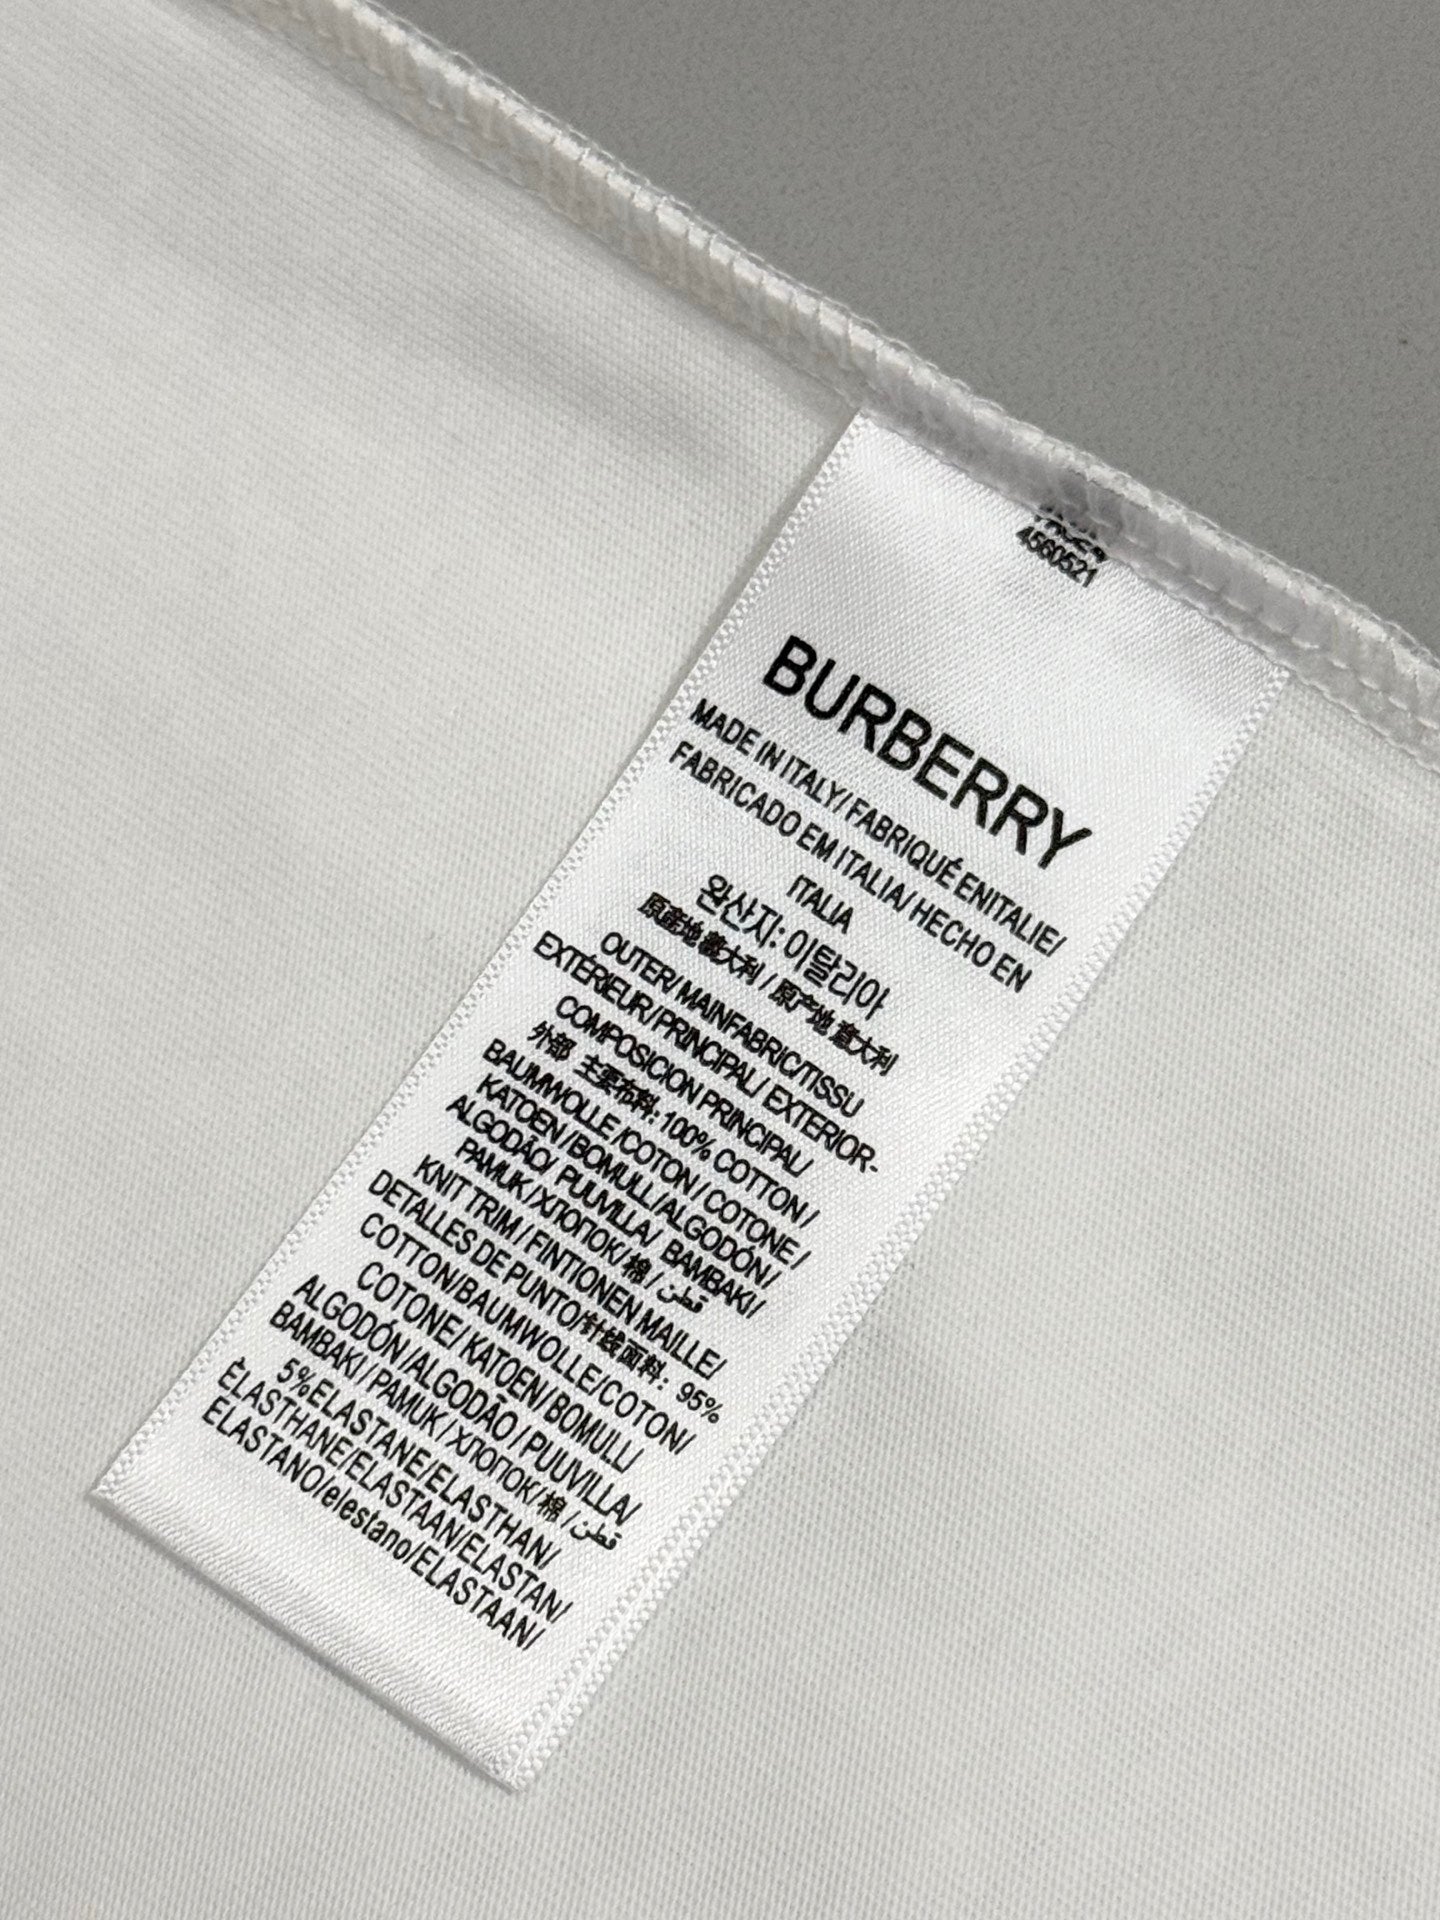 4560521
BURBERRY
MADE IN ITALY/ FABRIQUÉ ENITALIE/
FABRICADO EM ITALIA/ HECHO EN
ITALIA
완산지: 이탈리아
原産地 意大利 / 原产地 意大利
OUTER/ MAINFABRIC/TISSU
EXTÉRIEUR/ PRINCIPAL/ EXTERIOR-
COMPOSICION PRINCIPAL/
外部 主要布料: 100% COTTON /
BAUMWOLLE /COTON / COTONE /
KATOEN /BOMULL/ALGODÓN /
ALGODÃO/ PUUVILLA/ BAMBAKI/
PAMUK/ХЛОПОК/ 棉 / قطن
KNIT TRIM / FINTIONEN MAILLE/
DETALLES DE PUNTO/针线面料: 95%
COTTON/BAUMWOLLE/COTON/
COTONE/ KATOEN/ BOMULL/
ALGODÓN /ALGODÃO / PUUVILLA/
BAMBAKI / PAMUK / ХЛОПОК/ 棉 / قطن
5%ELASTANE/ELASTHAN/
ÉLASTHANE/ELASTAAN/ELASTAN/
ELASTANO/elestano/ELASTAAN/